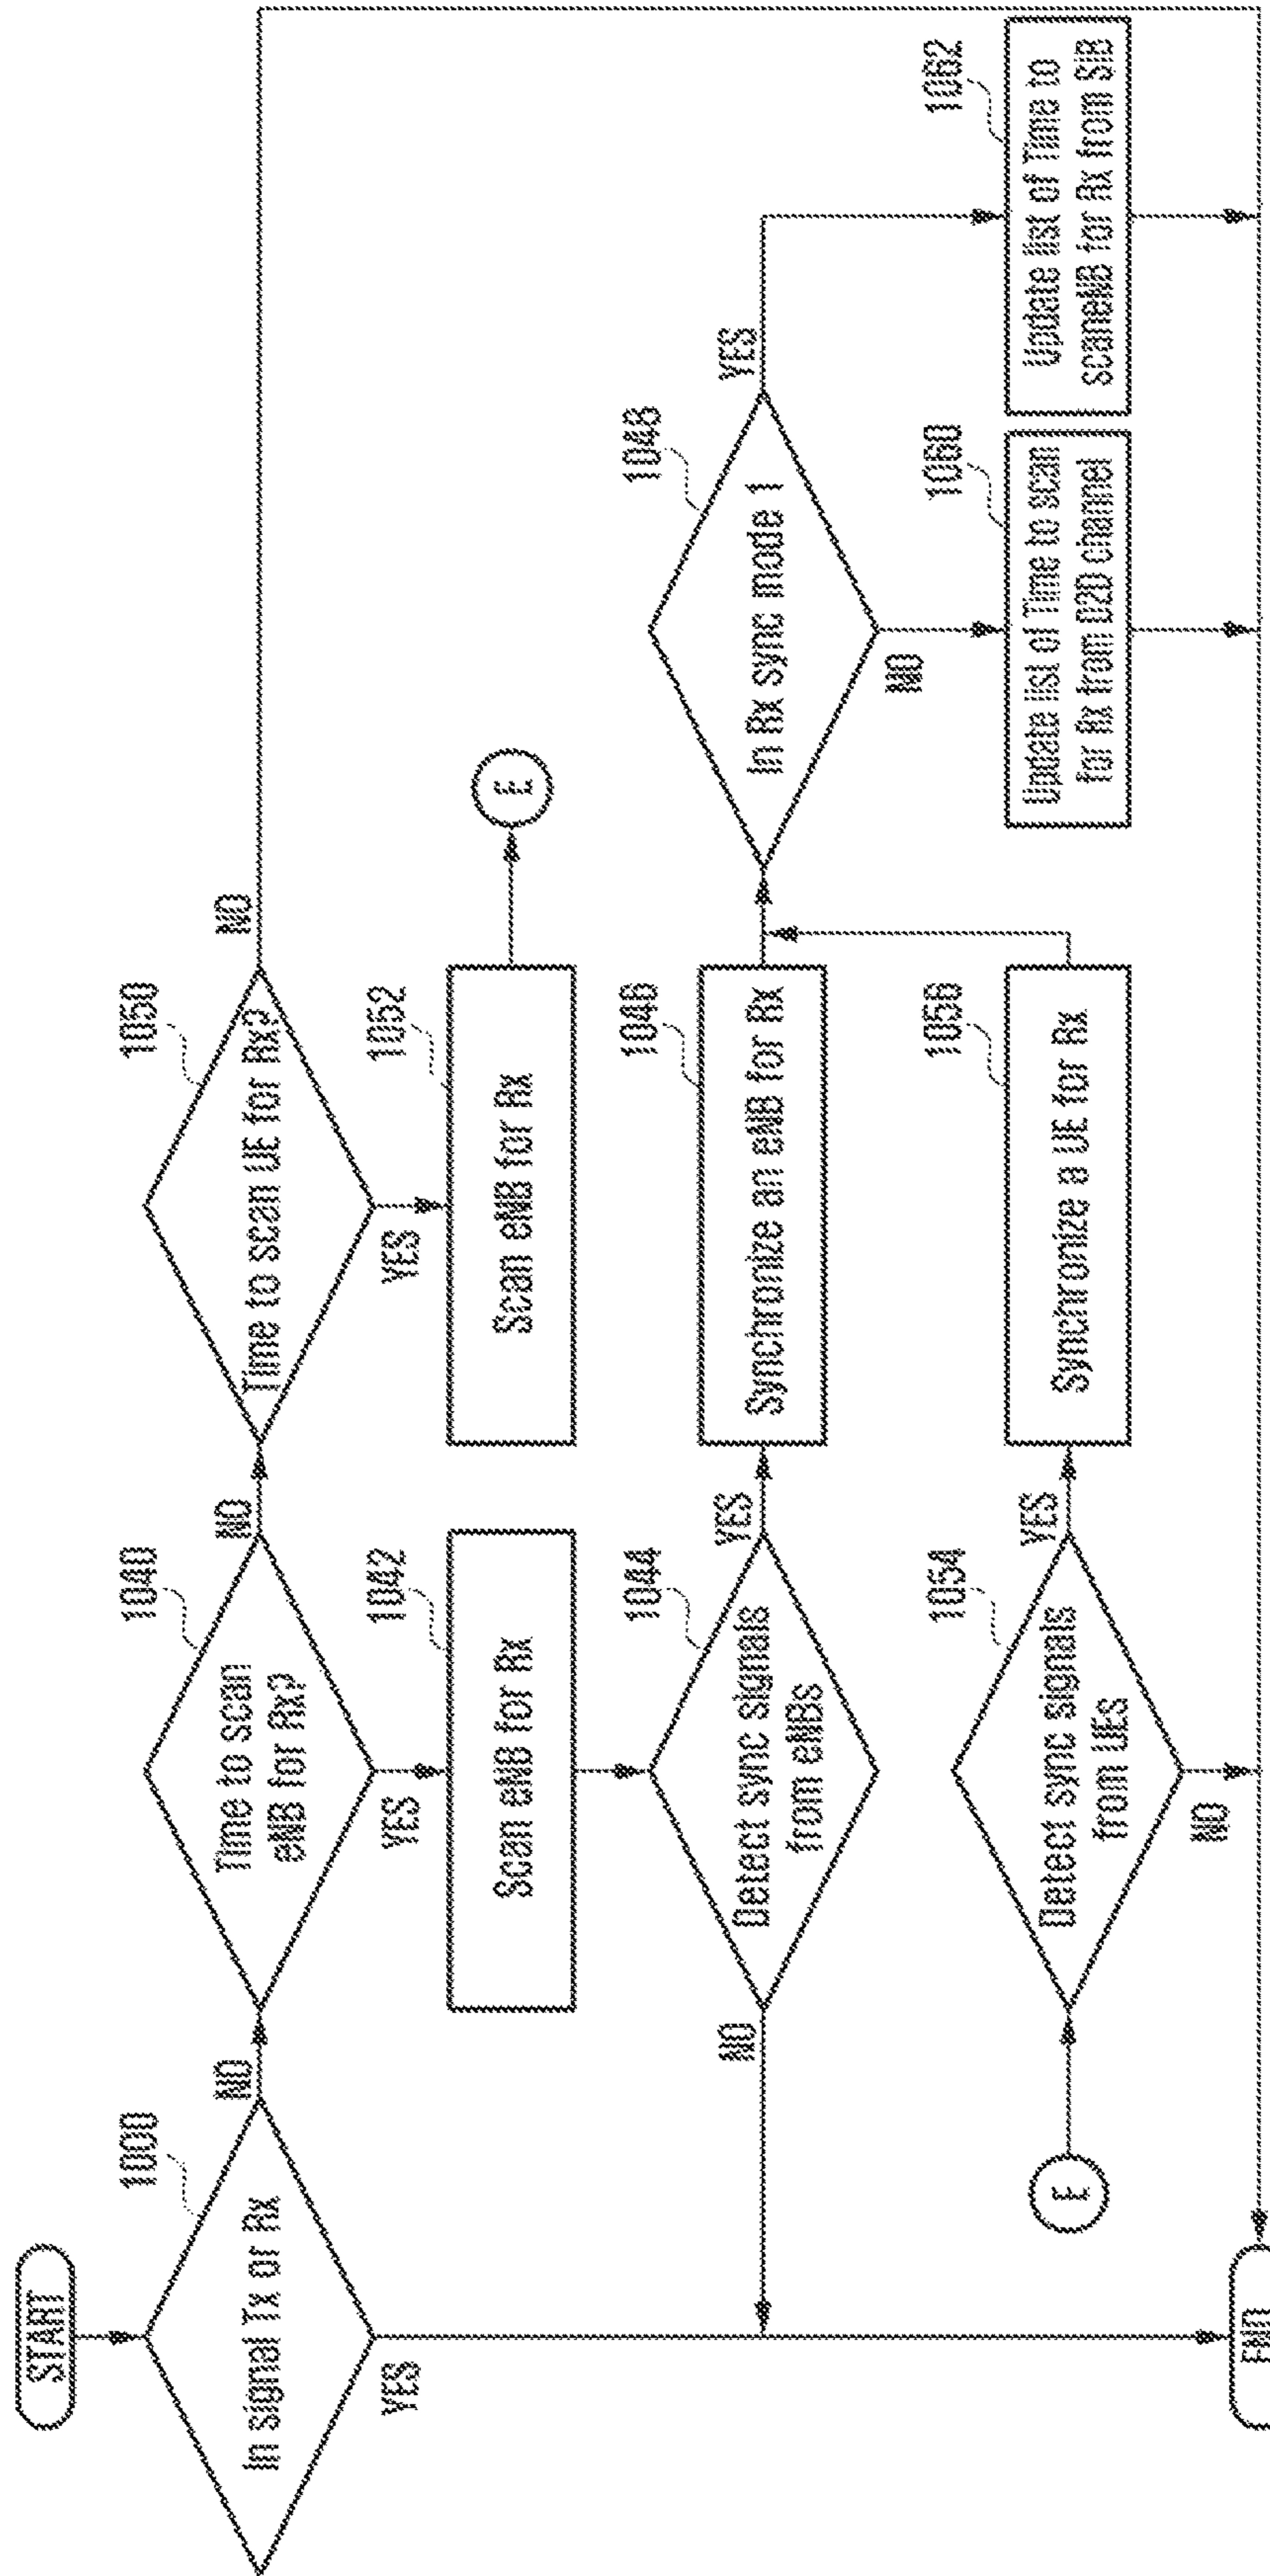 START
1000
In signal Tx or Rx
NO
YES
1040
Time to scan
eNB for Rx?
NO
YES
1050
Time to scan UE for Rx?
NO
YES
1042
Scan eNB for Rx
1052
Scan eNB for Rx
E
1044
Detect sync signals
from eNBs
NO
YES
1046
Synchronize an eNB for Rx
1048
In Rx sync mode 1
YES
NO
E
1054
Detect sync signals
from UEs
YES
NO
1056
Synchronize a UE for Rx
1060
Update list of Time to scan
for Rx from D2D channel
1062
Update list of Time to
scaneNB for Rx from SIB
END